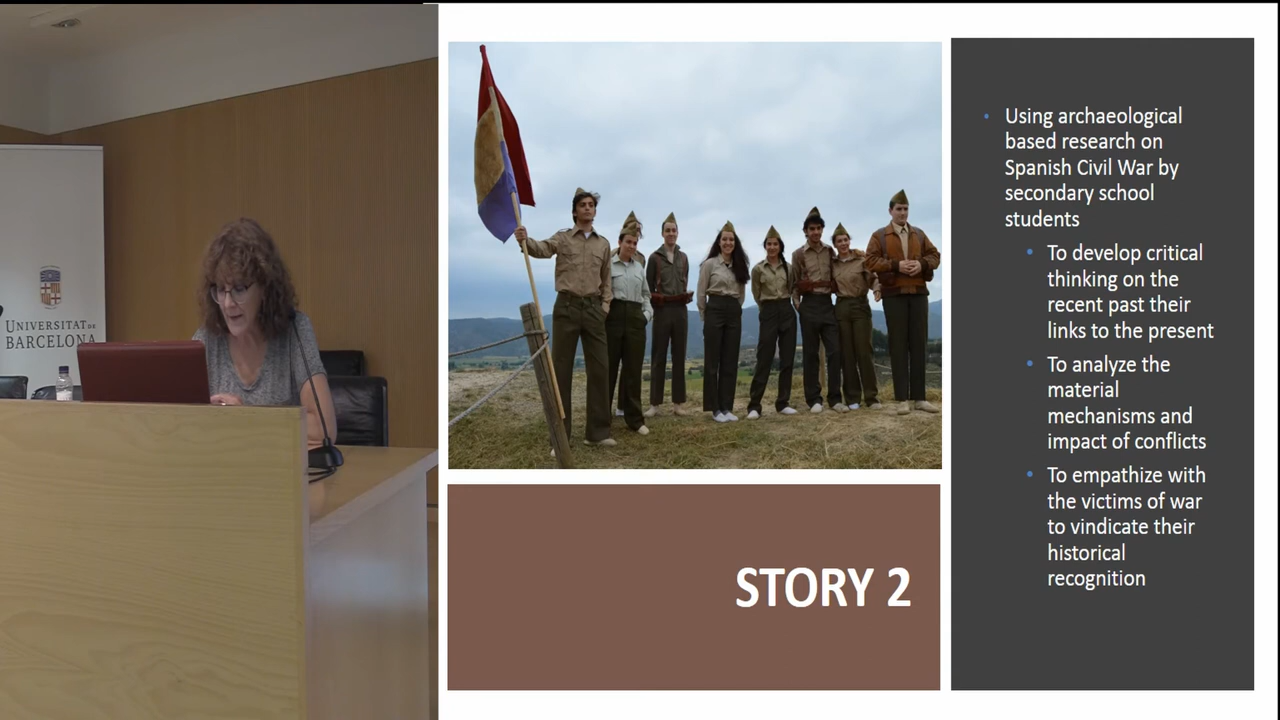 UNIVERSITAT DE
BARCELONA
Using archaeological
based research on
Spanish Civil War by
secondary school
students
To develop critical
thinking on the
recent past their
links to the present
To analyze the
material
mechanisms and
impact of conflicts
To empathize with
the victims of war
to vindicate their
historical
recognition
STORY 2